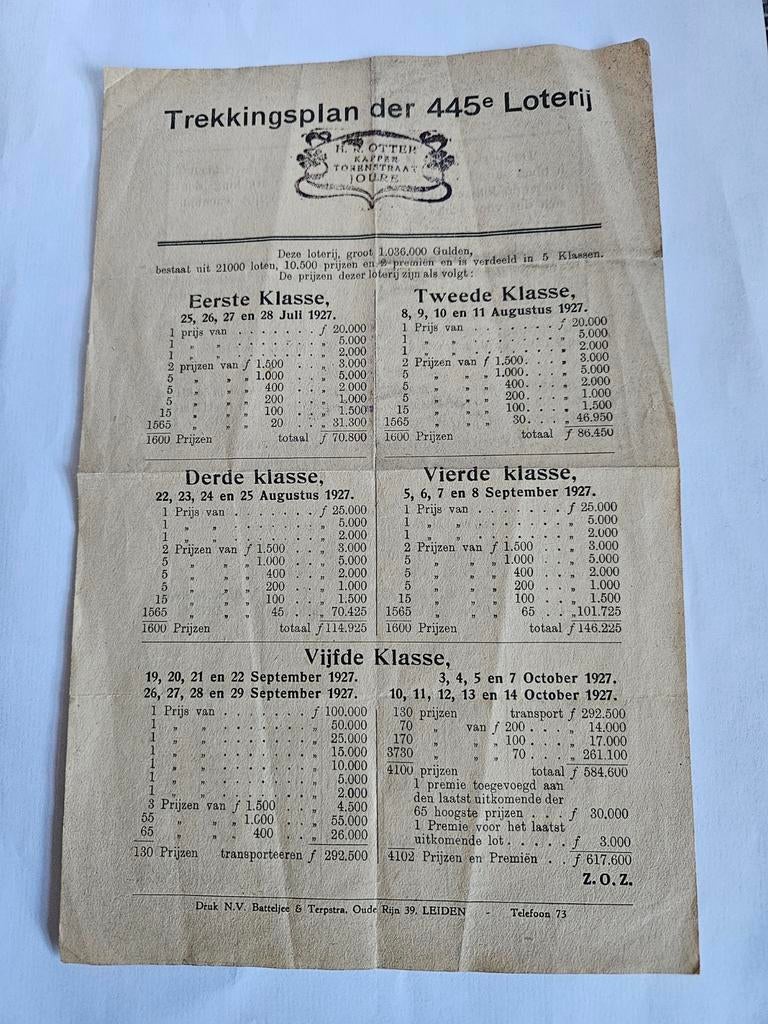 Trekkingsplan der 445e Loterij
H. S. OTTER
KAPPER
TORENSTRAAT
JOURE
Deze loterij, groot 1.036.000 Gulden,
bestaat uit 21000 loten, 10.500 prijzen en 2 premiën en is verdeeld in 5 Klassen.
De prijzen dezer loterij zijn als volgt:
Eerste Klasse,
25, 26, 27 en 28 Juli 1927.
1 prijs van . . . . . . . ƒ 20.000
1 „ „ . . . . . . . „ 5.000
1 „ „ . . . . . . . „ 2,000
2 prijzen van ƒ 1.500 . . „ 3.000
5 „ „ „ 1.000 . . „ 5.000
5 „ „ „ 400 . . „ 2 000
5 „ „ „ 200 . . „ 1,000
15 „ „ „ 100 . . „ 1.500
1565 „ „ „ 20 . . „ 31.300
1600 Prijzen totaal ƒ 70.800
Tweede Klasse,
8, 9, 10 en 11 Augustus 1927.
1 Prijs van . . . . . . . ƒ 20.000
1 „ „ . . . . . . . „ 5.000
1 „ „ . . . . . . . „ 2.000
2 Prijzen van ƒ 1.500. . . „ 3.000
5 „ „ „ 1.000. . . „ 5.000
5 „ „ „ 400. . . „ 2.000
5 „ „ „ 200. . . „ 1.000
15 „ „ „ 100. . . „ 1.500
1565 „ „ „ 30. . . „ 46.950
1600 Prijzen totaal ƒ 86.450
Derde klasse,
22, 23, 24 en 25 Augustus 1927.
1 Prijs van . . . . . . . ƒ 25.000
1 „ „ . . . . . . . „ 5.000
1 „ „ . . . . . . . „ 2.000
2 Prijzen van ƒ 1.500 . . „ 3.000
5 „ „ „ 1.000 . . „ 5.000
5 „ „ „ 400 . . „ 2.000
5 „ „ „ 200 . . „ 1.000
15 „ „ „ 100 . . „ 1.500
1565 „ „ „ 45 . . „ 70.425
1600 Prijzen totaal ƒ 114.925
Vierde klasse,
5, 6, 7 en 8 September 1927.
1 Prijs van . . . . . . . ƒ 25.000
1 „ „ . . . . . . . „ 5.000
1 „ „ . . . . . . . „ 2.000
2 Prijzen van ƒ 1.500 . . „ 3.000
5 „ „ „ 1.000 . . „ 5.000
5 „ „ „ 400 . . „ 2.000
5 „ „ „ 200 . . „ 1.000
15 „ „ „ 100 . . „ 1.500
1565 „ „ „ 65 . . „ 101.725
1600 Prijzen totaal ƒ 146.225
Vijfde Klasse,
19, 20, 21 en 22 September 1927.
26, 27, 28 en 29 September 1927.
1 Prijs van . . . . . . . ƒ 100.000
1 „ „ . . . . . . . „ 50.000
1 „ „ . . . . . . . „ 25.000
1 „ „ . . . . . . . „ 15.000
1 „ „ . . . . . . . „ 10.000
1 „ „ . . . . . . . „ 5.000
1 „ „ . . . . . . . „ 2.000
3 Prijzen van ƒ 1.500 . . „ 4.500
55 „ „ „ 1.000 . . „ 55.000
65 „ „ „ 400 . . „ 26.000
130 Prijzen transporteeren ƒ 292.500
3, 4, 5 en 7 October 1927.
10, 11, 12, 13 en 14 October 1927.
130 prijzen transport ƒ 292.500
70 „ van ƒ 200 . . . „ 14.000
170 „ „ „ 100 . . . „ 17.000
3730 „ „ „ 70 . . . „ 261.100
4100 prijzen totaal ƒ 584.600
1 premie toegevoegd aan
den laatst uitkomende der
65 hoogste prijzen . . . ƒ 30.000
1 Premie voor het laatst
uitkomende lot . . . . . ƒ 3.000
4102 Prijzen en Premiën . . ƒ 617.600
Z. O. Z.
Druk N.V. Batteljee & Terpstra, Oude Rijn 39, LEIDEN - Telefoon 73